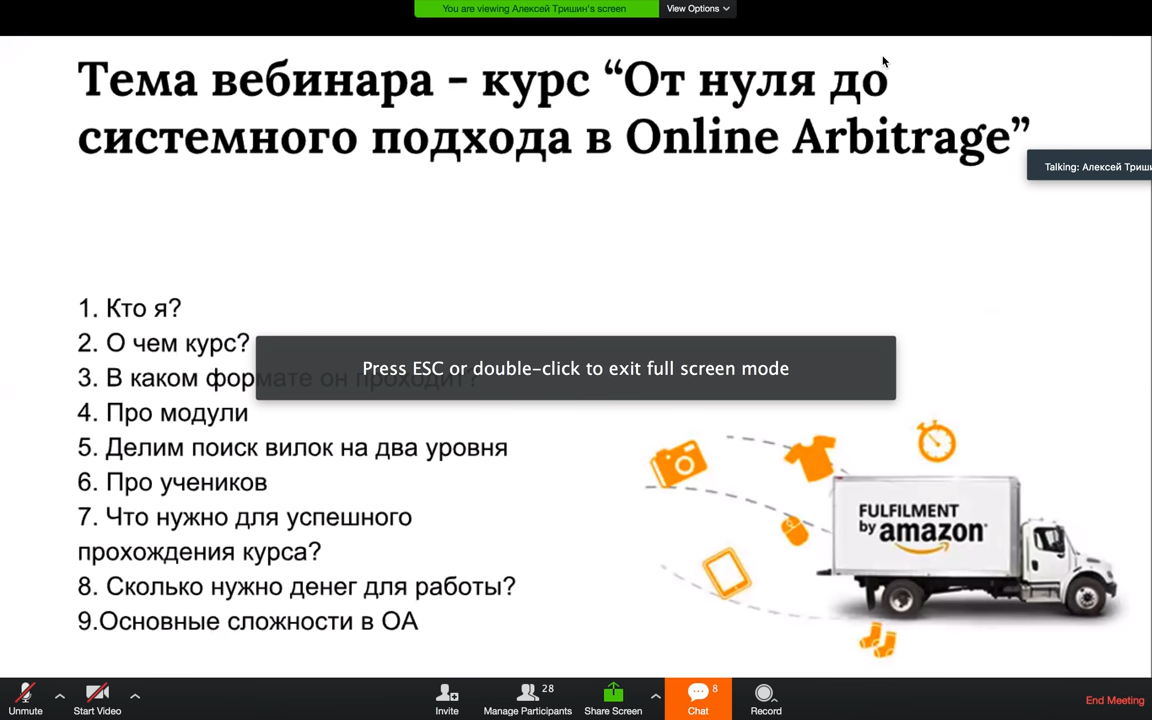 You are viewing Алексей Тришин's screen
View Options
Тема вебинара - курс “От нуля до
системного подхода в Online Arbitrage”
Talking: Алексей Триши
1. Кто я?
2. О чем курс?
Press ESC or double-click to exit full screen mode
3. В каком формате он проходит?
4. Про модули
5. Делим поиск вилок на два уровня
6. Про учеников
7. Что нужно для успешного
прохождения курса?
8. Сколько нужно денег для работы?
9.Основные сложности в ОА
FULFILMENT
by amazon
Unmute
Start Video
Invite
28
Manage Participants
Share Screen
8
Chat
Record
End Meeting